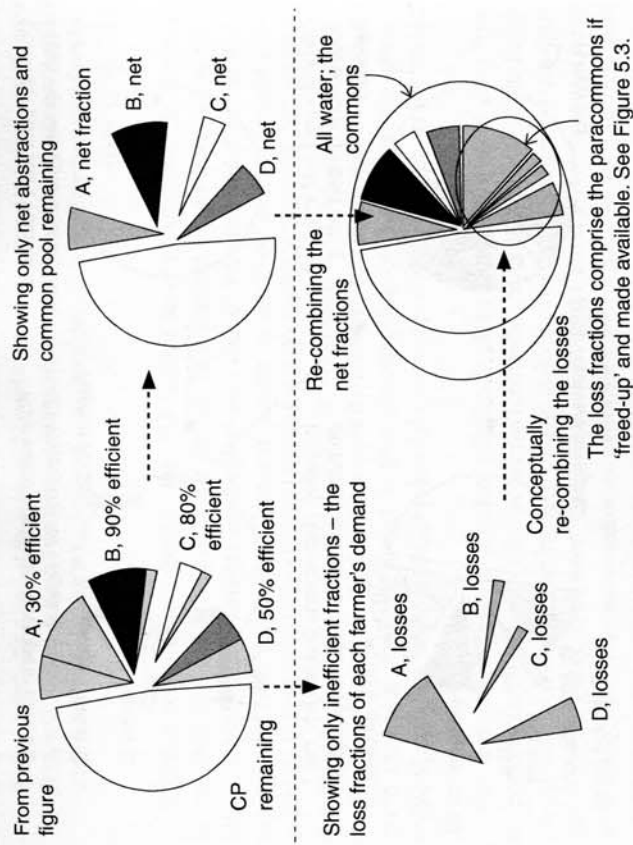 From previous
figure
A, 30% efficient
B, 90% efficient
C, 80%
efficient
D, 50% efficient
CP
remaining
Showing only net abstractions and
common pool remaining
A, net fraction
B, net
C, net
D, net
Showing only inefficient fractions – the
loss fractions of each farmer's demand
A, losses
B, losses
C, losses
D, losses
Re-combining the
net fractions
All water; the
commons
Conceptually
re-combining the losses
The loss fractions comprise the paracommons if
'freed-up' and made available. See Figure 5.3.